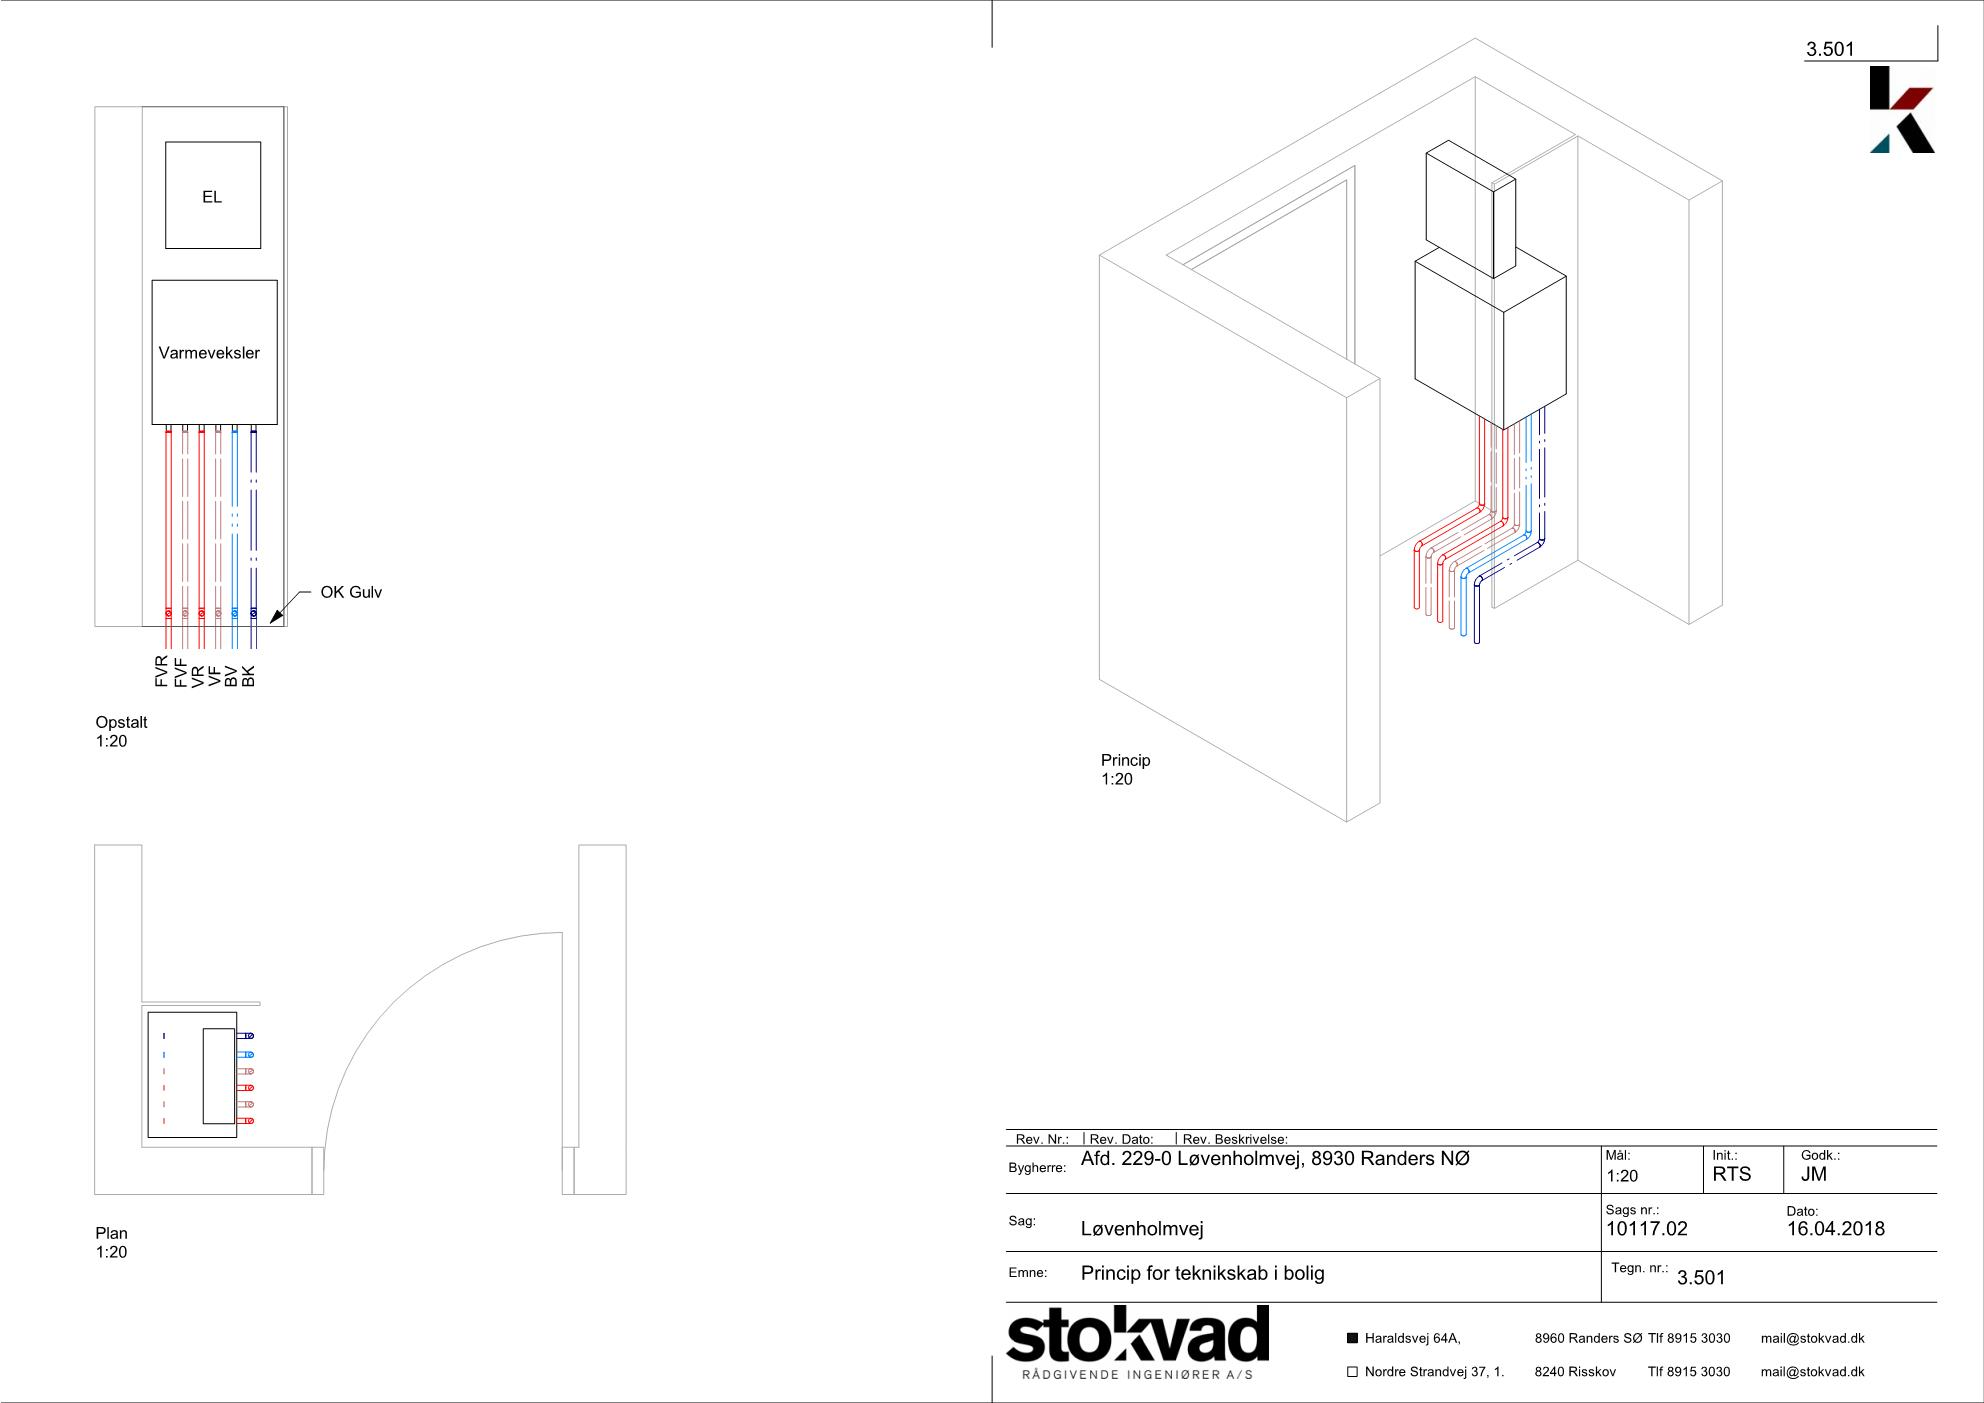 3.501
EL
Varmeveksler
OK Gulv
FVR
FVF
VR
VF
BV
BK
Opstalt
1:20
Princip
1:20
Plan
1:20
Rev. Nr.: Rev. Dato: Rev. Beskrivelse:
Bygherre: Afd. 229-0 Løvenholmvej, 8930 Randers NØ
Mål: Init.: Godk.:
1:20 RTS JM
Sag: Løvenholmvej
Sags nr.: Dato:
10117.02 16.04.2018
Emne: Princip for teknikskab i bolig
Tegn. nr.: 3.501
stokvad
RÅDGIVENDE INGENIØRER A/S
Haraldsvej 64A, 8960 Randers SØ Tlf 8915 3030 mail@stokvad.dk
Nordre Strandvej 37, 1. 8240 Risskov Tlf 8915 3030 mail@stokvad.dk